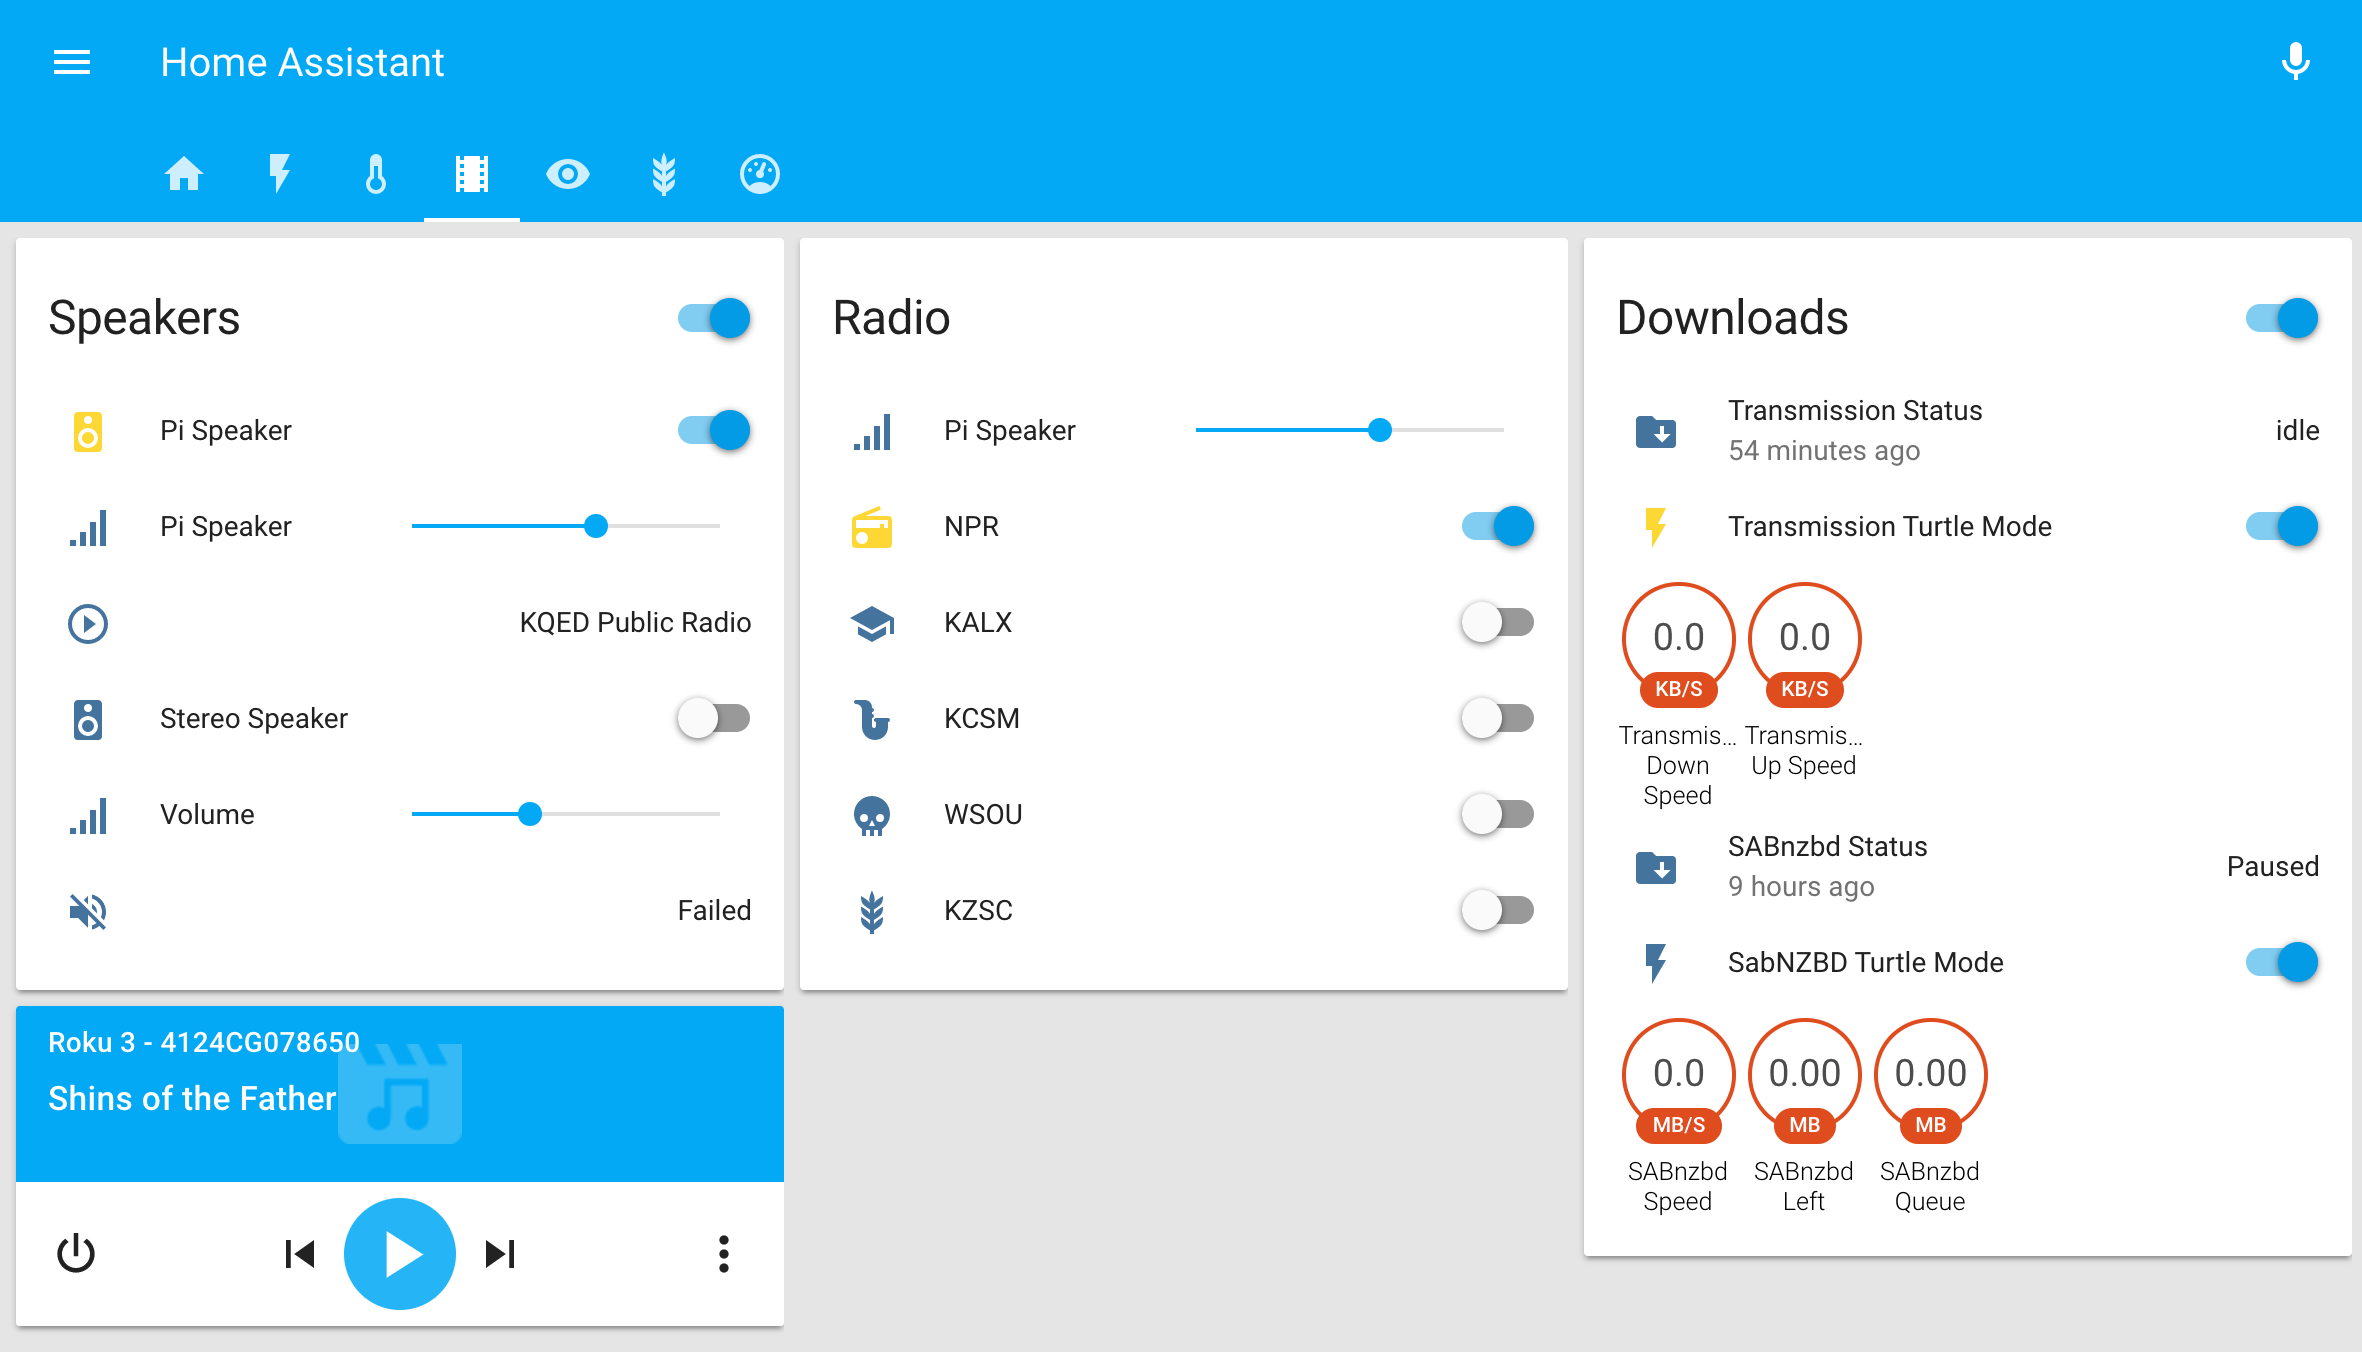 Home Assistant
Speakers
Pi Speaker
Pi Speaker
KQED Public Radio
Stereo Speaker
Volume
Failed
Roku 3 - 4124CG078650
Shins of the Father
Radio
Pi Speaker
NPR
KALX
KCSM
WSOU
KZSC
Downloads
Transmission Status
54 minutes ago
idle
Transmission Turtle Mode
0.0
KB/S
Transmis...
Down
Speed
0.0
KB/S
Transmis...
Up Speed
SABnzbd Status
9 hours ago
Paused
SabNZBD Turtle Mode
0.0
MB/S
SABnzbd
Speed
0.00
MB
SABnzbd
Left
0.00
MB
SABnzbd
Queue